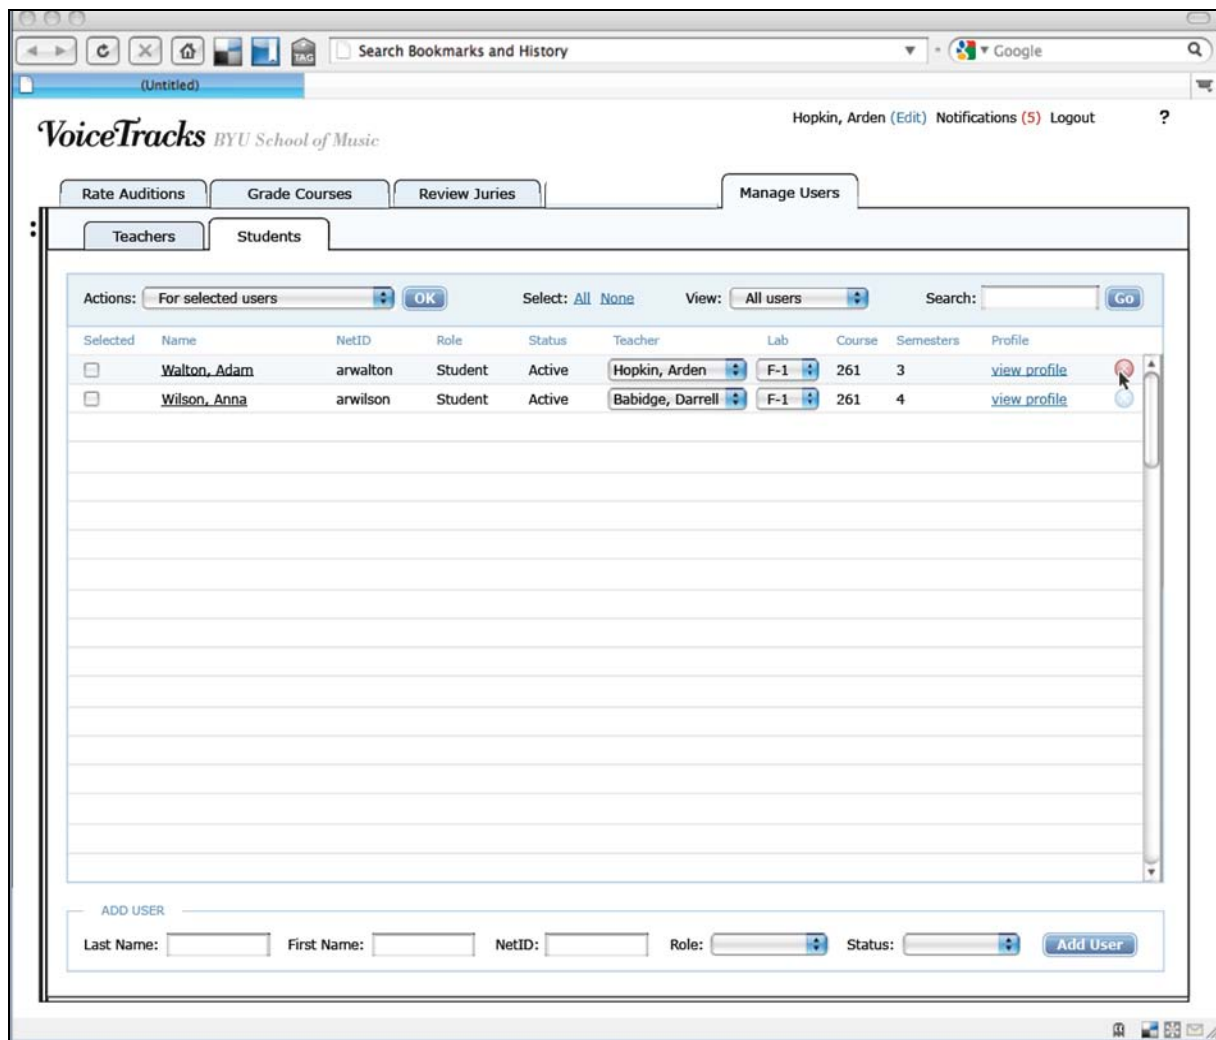 TAG Search Bookmarks and History Google
(Untitled)
Hopkin, Arden (Edit) Notifications (5) Logout ?
VoiceTracks BYU School of Music
Rate Auditions Grade Courses Review Juries Manage Users
Teachers Students
Actions: For selected users OK Select: All None View: All users Search: Go
Selected Name NetID Role Status Teacher Lab Course Semesters Profile
Walton, Adam arwalton Student Active Hopkin, Arden F-1 261 3 view profile
Wilson, Anna arwilson Student Active Babidge, Darrell F-1 261 4 view profile
ADD USER
Last Name: First Name: NetID: Role: Status: Add User